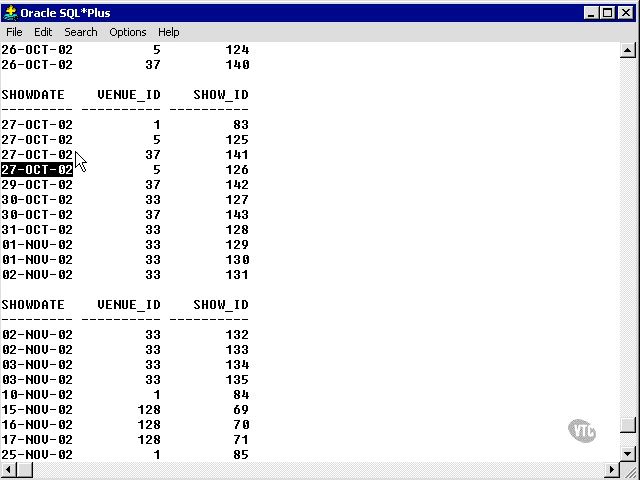 Oracle SQL*Plus
File Edit Search Options Help
26-OCT-02 5 124
26-OCT-02 37 140
SHOWDATE VENUE_ID SHOW_ID
--------- ---------- ----------
27-OCT-02 1 83
27-OCT-02 5 125
27-OCT-02 37 141
27-OCT-02 5 126
29-OCT-02 37 142
30-OCT-02 33 127
30-OCT-02 37 143
31-OCT-02 33 128
01-NOV-02 33 129
01-NOV-02 33 130
02-NOV-02 33 131
SHOWDATE VENUE_ID SHOW_ID
--------- ---------- ----------
02-NOV-02 33 132
02-NOV-02 33 133
03-NOV-02 33 134
03-NOV-02 33 135
10-NOV-02 1 84
15-NOV-02 128 69
16-NOV-02 128 70
17-NOV-02 128 71
25-NOV-02 1 85
VTC